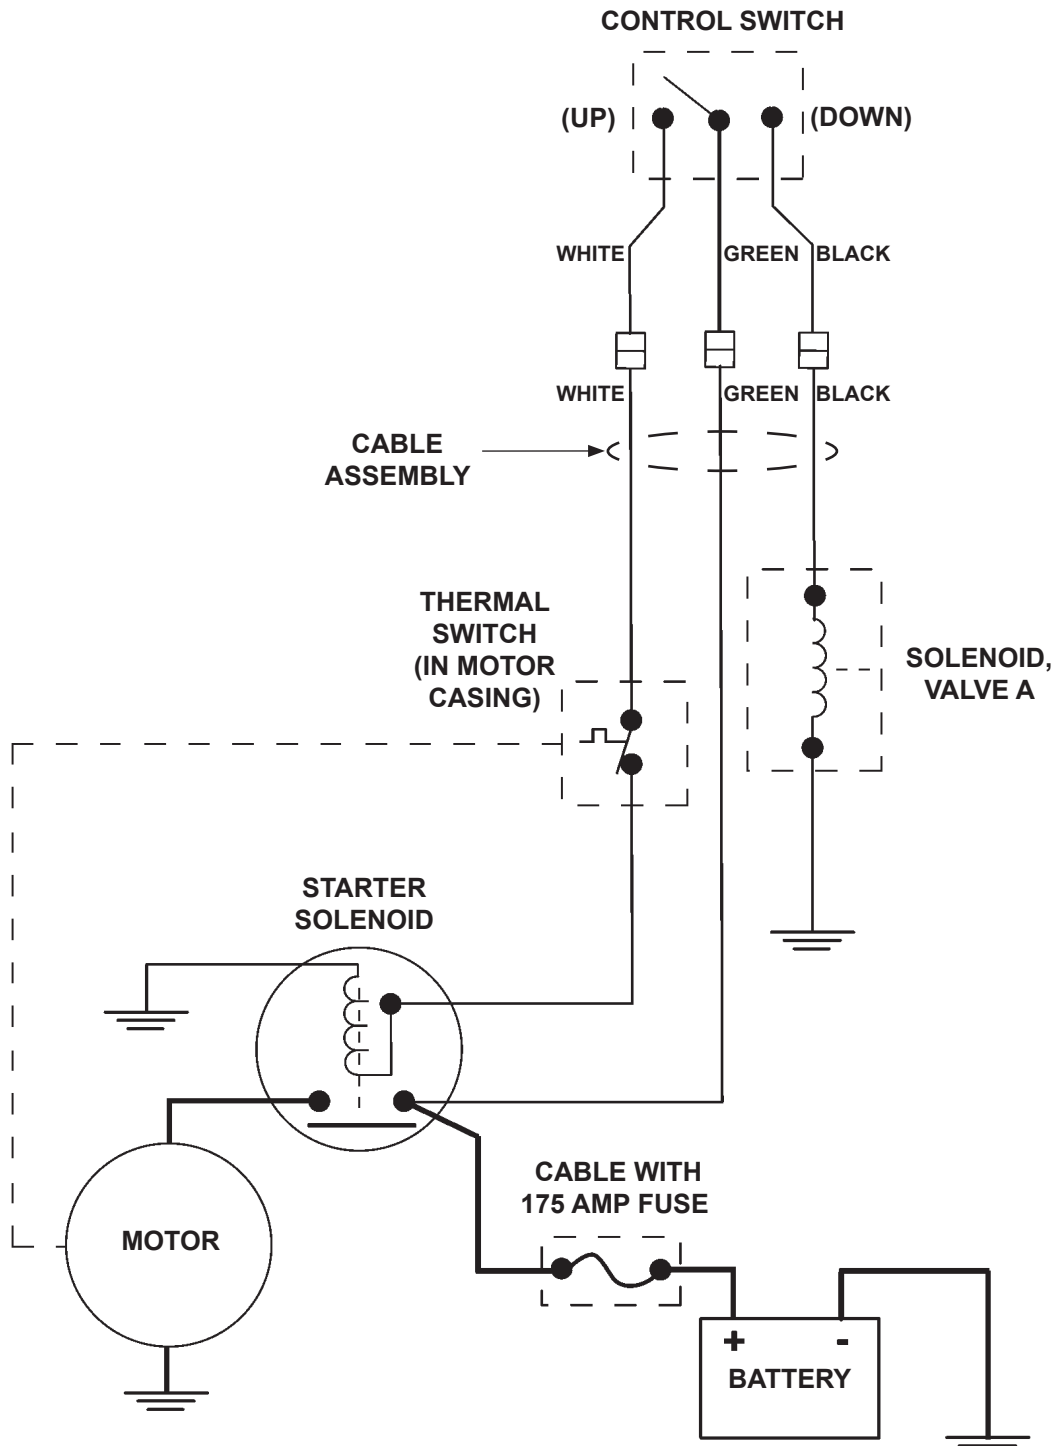 CONTROL SWITCH
(UP)
(DOWN)
WHITE
GREEN
BLACK
WHITE
GREEN
BLACK
CABLE
ASSEMBLY
THERMAL
SWITCH
(IN MOTOR
CASING)
SOLENOID,
VALVE A
STARTER
SOLENOID
CABLE WITH
175 AMP FUSE
MOTOR
+
-
BATTERY